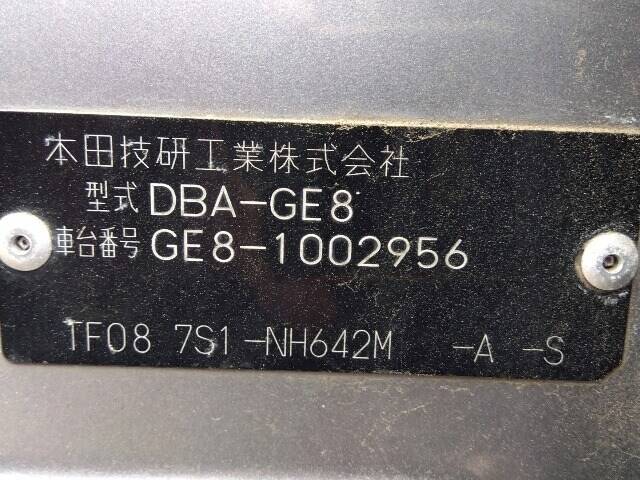 本田技研工業株式会社
型式 DBA-GE8
車台番号 GE8-1002956
TF08 7S1-NH642M -A -S